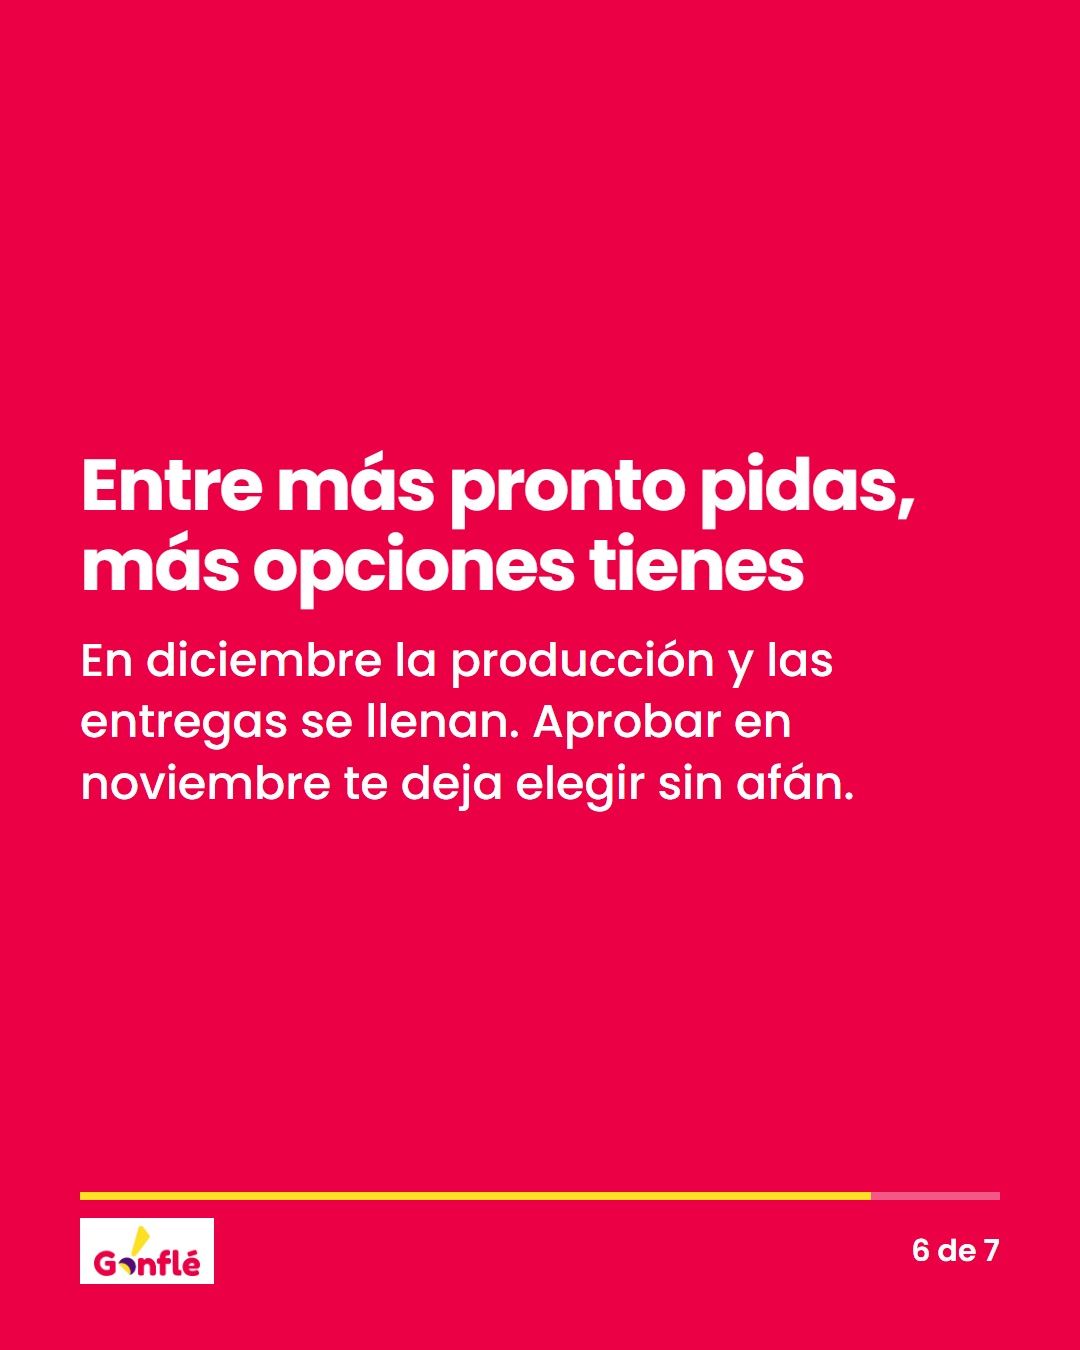 Entre más pronto pidas,
más opciones tienes
En diciembre la producción y las
entregas se llenan. Aprobar en
noviembre te deja elegir sin afán.
Gonflé
6 de 7